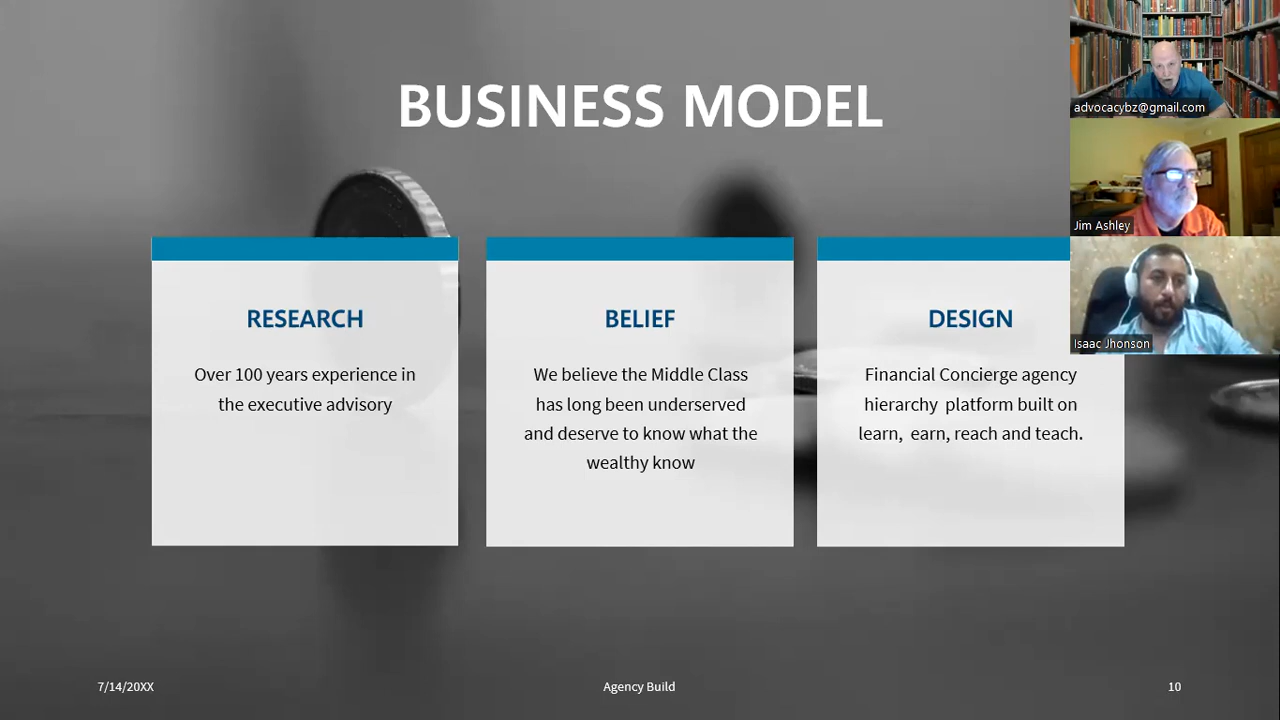 BUSINESS MODEL
RESEARCH
Over 100 years experience in
the executive advisory
BELIEF
We believe the Middle Class
has long been underserved
and deserve to know what the
wealthy know
DESIGN
Financial Concierge agency
hierarchy platform built on
learn, earn, reach and teach.
advocacybz@gmail.com
Jim Ashley
Isaac Jhonson
7/14/20XX
Agency Build
10